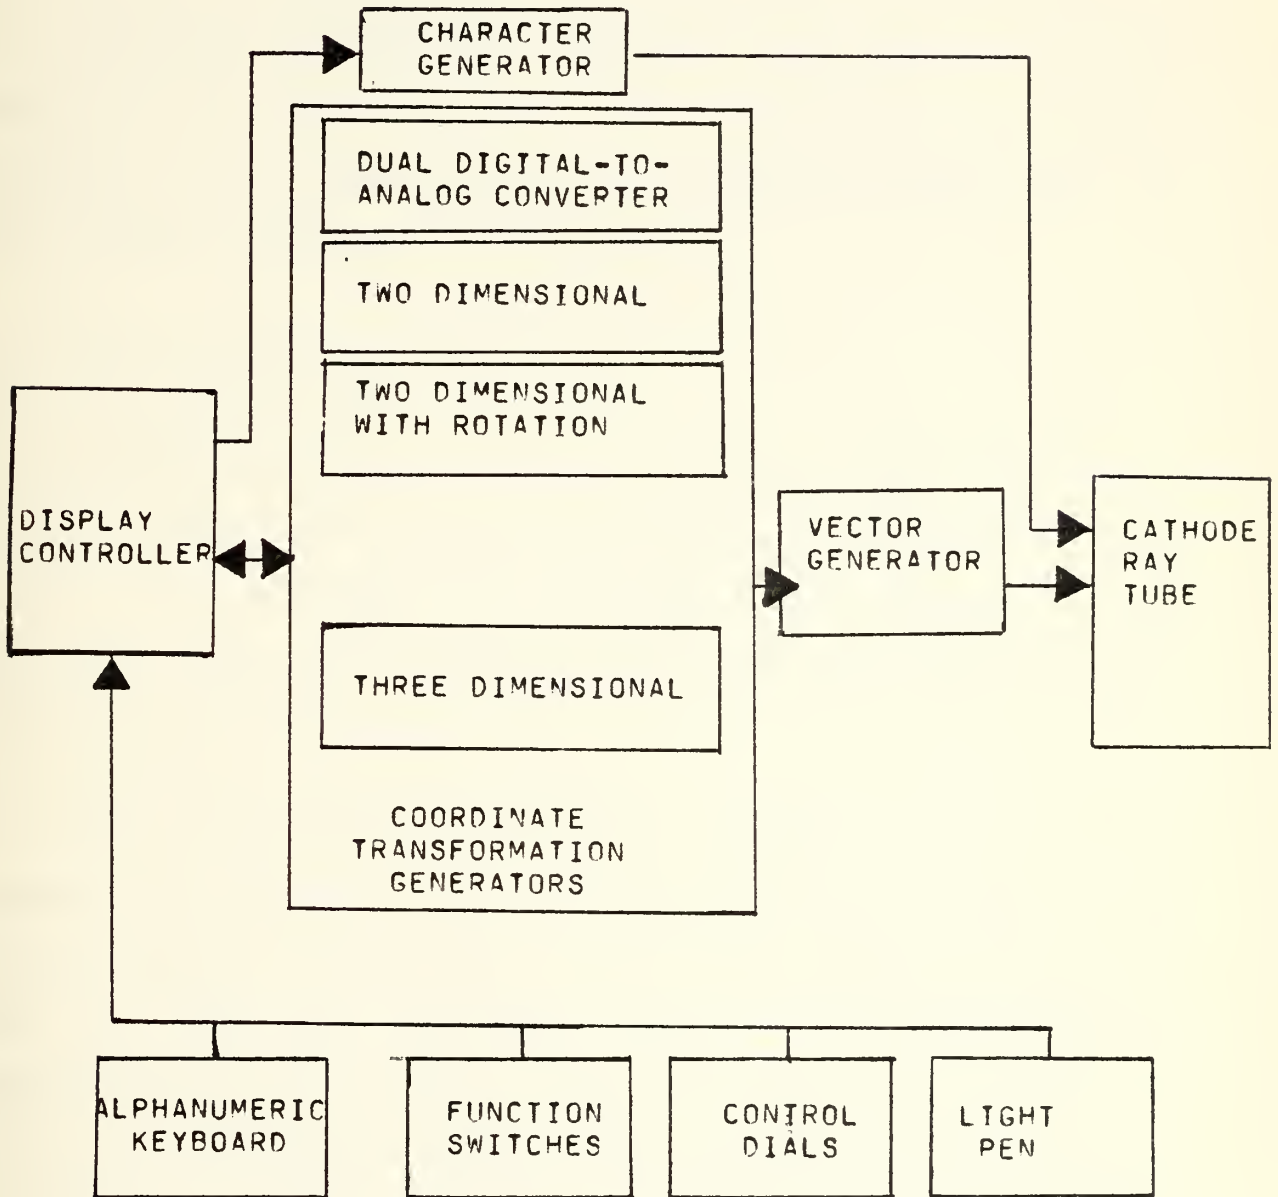 CHARACTER
GENERATOR
DUAL DIGITAL-TO-
ANALOG CONVERTER
TWO DIMENSIONAL
TWO DIMENSIONAL
WITH ROTATION
DISPLAY
CONTROLLER
VECTOR
GENERATOR
CATHODE
RAY
TUBE
THREE DIMENSIONAL
COORDINATE
TRANSFORMATION
GENERATORS
ALPHANUMERIC
KEYBOARD
FUNCTION
SWITCHES
CONTROL
DIALS
LIGHT
PEN